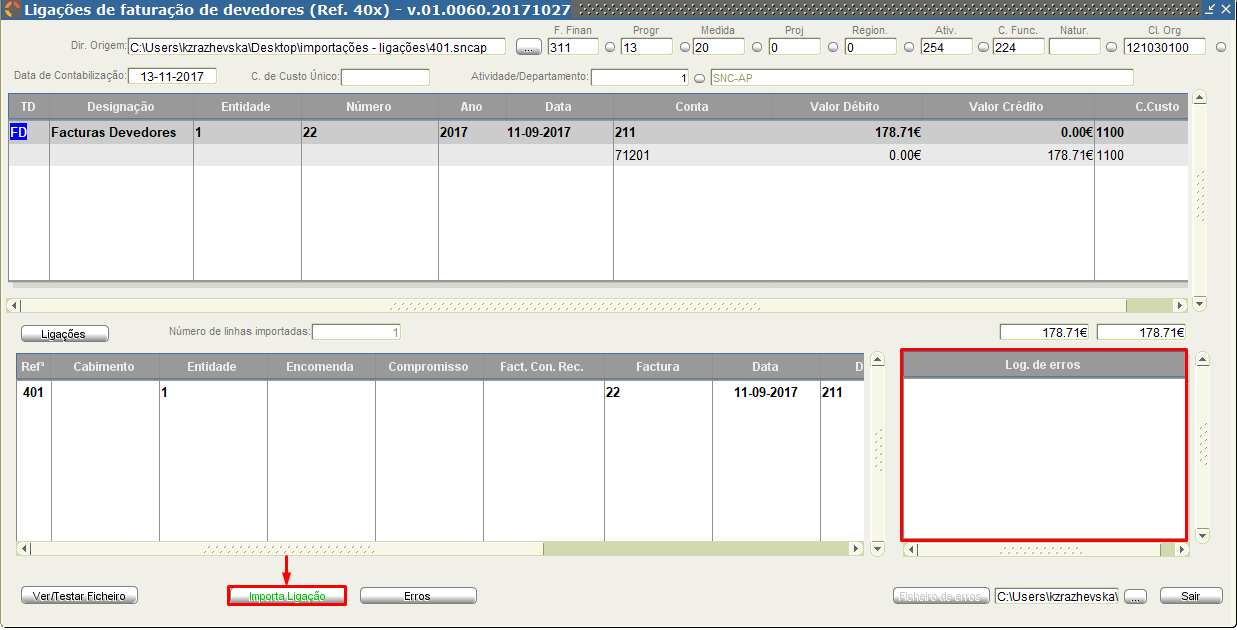 Ligações de faturação de devedores (Ref. 40x) - v.01.0060.20171027
F. Finan Progr Medida Proj Region. Ativ. C. Func. Natur. Cl. Org
Dir. Origem: C:\Users\kzrazhevska\Desktop\importações - ligações\401.sncap ... 311 13 20 0 0 254 224 121030100
Data de Contabilização: 13-11-2017 C. de Custo Único: Atividade/Departamento: 1 SNC-AP
TD Designação Entidade Número Ano Data Conta Valor Débito Valor Crédito C.Custo
FD Facturas Devedores 1 22 2017 11-09-2017 211 178.71€ 0.00€ 1100
71201 0.00€ 178.71€ 1100
Ligações Número de linhas importadas: 1 178.71€ 178.71€
Refª Cabimento Entidade Encomenda Compromisso Fact. Con. Rec. Factura Data D
401 1 22 11-09-2017 211
Log. de erros
Ver/Testar Ficheiro Importa Ligação Erros Ficheiro de erros C:\Users\kzrazhevska\ ... Sair